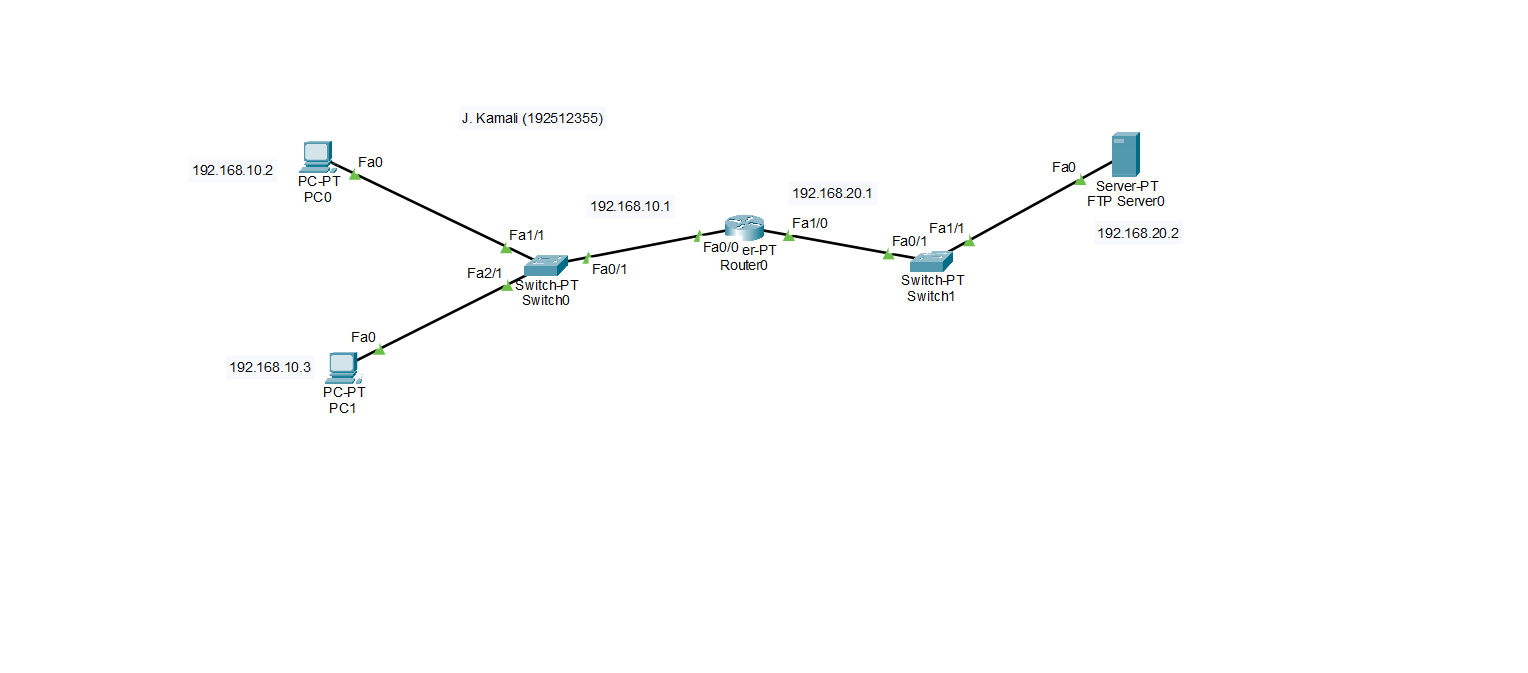 J. Kamali (192512355)
192.168.10.2
Fa0
PC-PT
PC0
192.168.10.1
192.168.20.1
Fa0
Server-PT
FTP Server0
192.168.20.2
Fa1/1
Fa2/1
Fa0/1
Switch-PT
Switch0
Fa0/0
er-PT
Router0
Fa1/0
Fa0/1
Fa1/1
Switch-PT
Switch1
Fa0
192.168.10.3
PC-PT
PC1